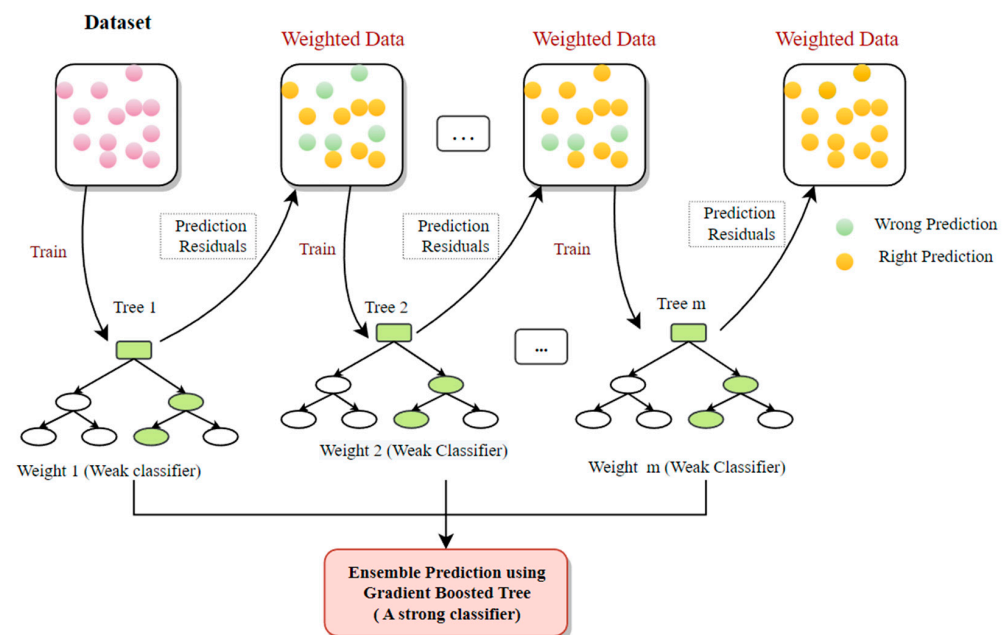 Dataset
Weighted Data
Weighted Data
Weighted Data
...
Prediction
Residuals
Prediction
Residuals
Prediction
Residuals
Wrong Prediction
Right Prediction
Train
Train
Train
Tree 1
Tree 2
Tree m
...
Weight 1 (Weak classifier)
Weight 2 (Weak Classifier)
Weight m (Weak Classifier)
Ensemble Prediction using
Gradient Boosted Tree
( A strong classifier)